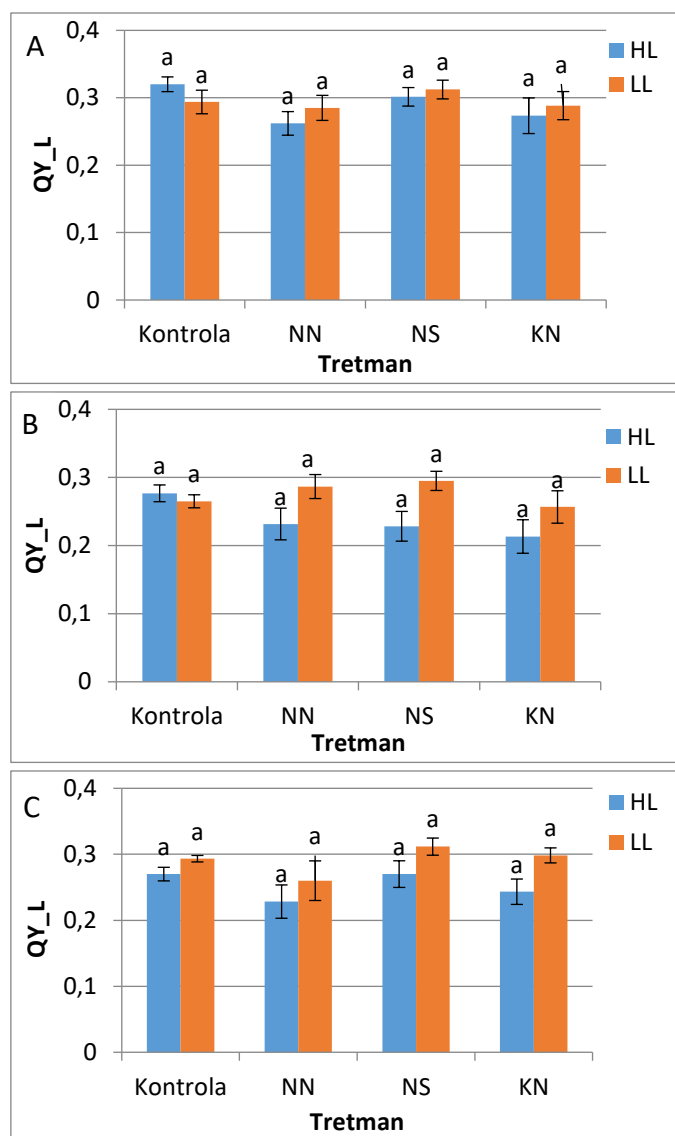 A
0,4
0,3
0,2
0,1
0
QY_L
a a a a a a a a
Kontrola NN NS KN
Tretman
HL
LL
B
0,4
0,3
0,2
0,1
0
QY_L
a a a a a a a a
Kontrola NN NS KN
Tretman
HL
LL
C
0,4
0,3
0,2
0,1
0
QY_L
a a a a a a a a
Kontrola NN NS KN
Tretman
HL
LL